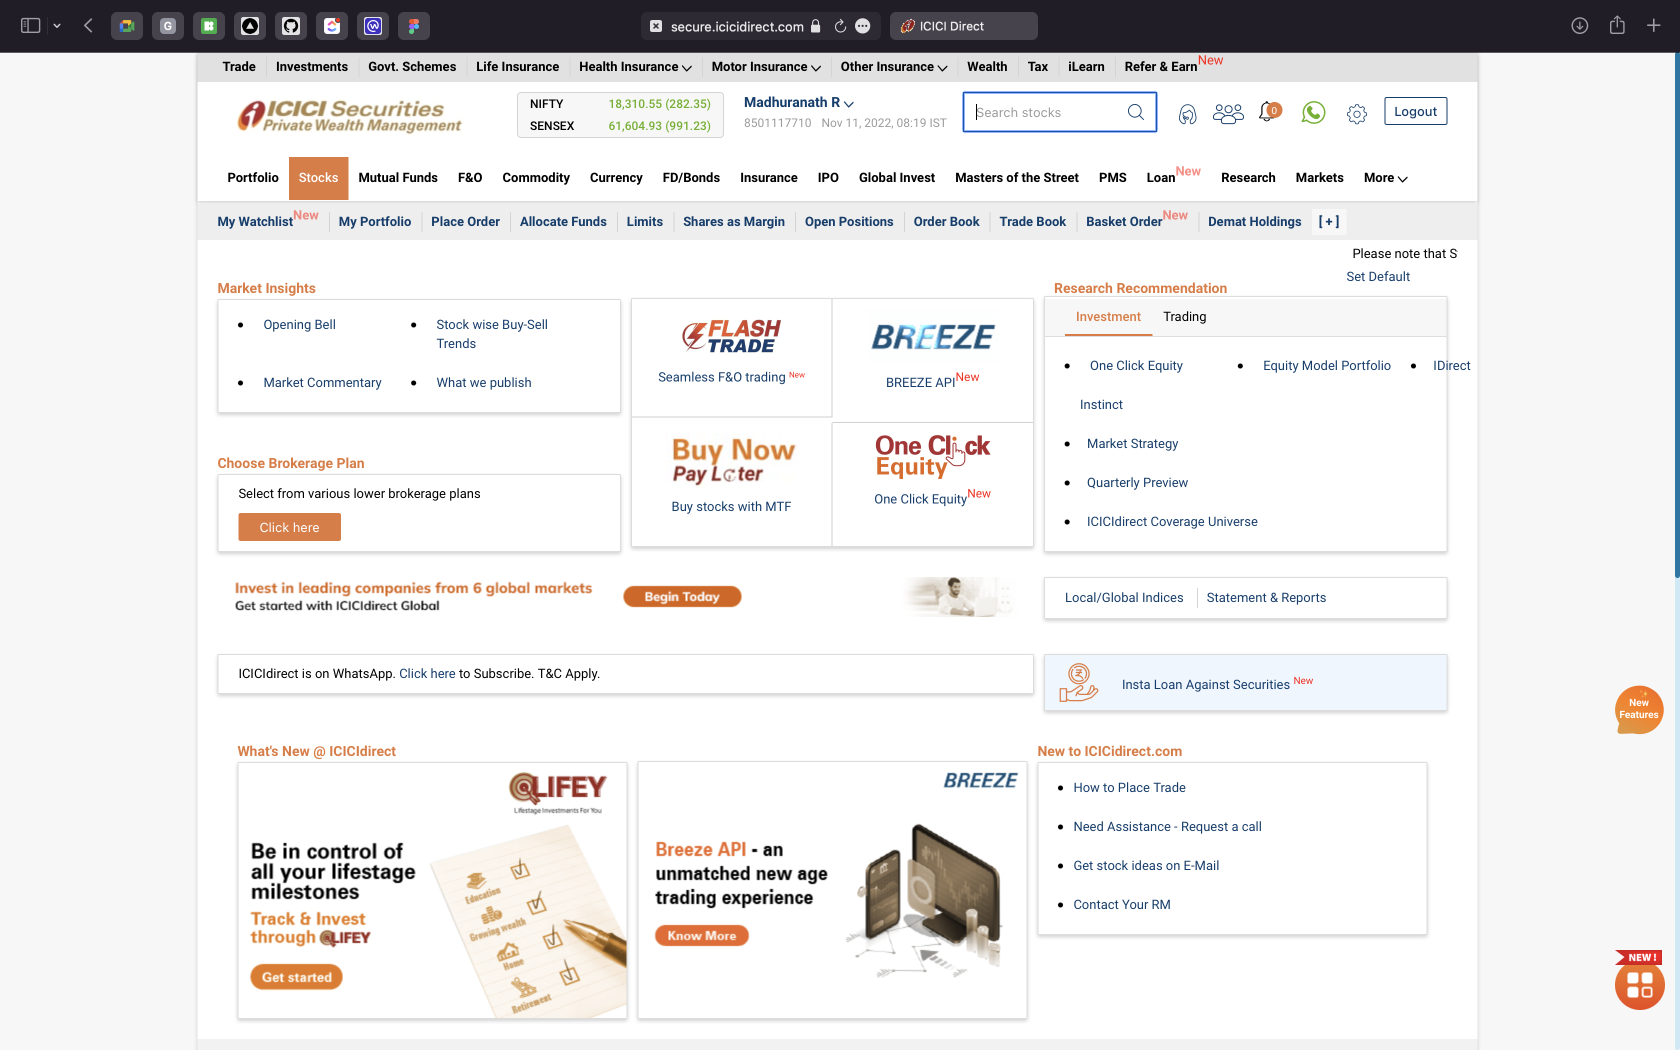 secure.icicidirect.com
ICICI Direct
Trade
Investments
Govt. Schemes
Life Insurance
Health Insurance
Motor Insurance
Other Insurance
Wealth
Tax
iLearn
Refer & Earn New
ICICI Securities
Private Wealth Management
NIFTY 18,310.55 (282.35)
SENSEX 61,604.93 (991.23)
Madhuranath R
8501117710 Nov 11, 2022, 08:19 IST
Search stocks
0
Logout
Portfolio
Stocks
Mutual Funds
F&O
Commodity
Currency
FD/Bonds
Insurance
IPO
Global Invest
Masters of the Street
PMS
Loan New
Research
Markets
More
My Watchlist New
My Portfolio
Place Order
Allocate Funds
Limits
Shares as Margin
Open Positions
Order Book
Trade Book
Basket Order New
Demat Holdings
[ + ]
Please note that S
Set Default
Market Insights
Opening Bell
Stock wise Buy-Sell
Trends
Market Commentary
What we publish
Choose Brokerage Plan
Select from various lower brokerage plans
Click here
FLASH
TRADE
Seamless F&O trading New
BREEZE
BREEZE API New
Buy Now
Pay Later
Buy stocks with MTF
One Click
Equity
One Click Equity New
Research Recommendation
Investment
Trading
One Click Equity
Equity Model Portfolio
IDirect
Instinct
Market Strategy
Quarterly Preview
ICICIdirect Coverage Universe
Invest in leading companies from 6 global markets
Get started with ICICIdirect Global
Begin Today
Local/Global Indices
Statement & Reports
ICICIdirect is on WhatsApp. Click here to Subscribe. T&C Apply.
Insta Loan Against Securities New
New
Features
What's New @ ICICIdirect
QLIFEY
Lifestage Investments For You
Be in control of
all your lifestage
milestones
Track & Invest
through QLIFEY
Get started
Education
Growing wealth
Home
Retirement
BREEZE
Breeze API - an
unmatched new age
trading experience
Know More
New to ICICidirect.com
How to Place Trade
Need Assistance - Request a call
Get stock ideas on E-Mail
Contact Your RM
NEW !